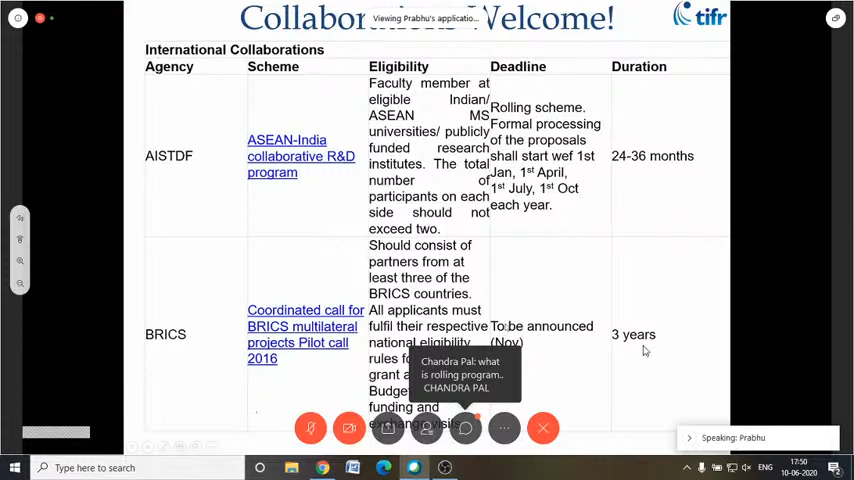 Viewing Prabhu's applicatio...
Welcome!
tifr
International Collaborations
Agency Scheme Eligibility Deadline Duration
AISTDF
ASEAN-India
collaborative R&D
program
Faculty member at
eligible Indian/
ASEAN MS
universities/ publicly
funded research
institutes. The total
number of
participants on each
side should not
exceed two.
Rolling scheme.
Formal processing
of the proposals
shall start wef 1st
Jan, 1st April,
1st July, 1st Oct
each year.
24-36 months
BRICS
Coordinated call for
BRICS multilateral
projects Pilot call
2016
Should consist of
partners from at
least three of the
BRICS countries.
All applicants must
fulfil their respective
national eligibility
rules
grant
funding and
To be announced
(Nov)
3 years
Chandra Pal: what
is rolling program..
CHANDRA PAL
Speaking: Prabhu
Type here to search
ENG
17:50
10-06-2020
2